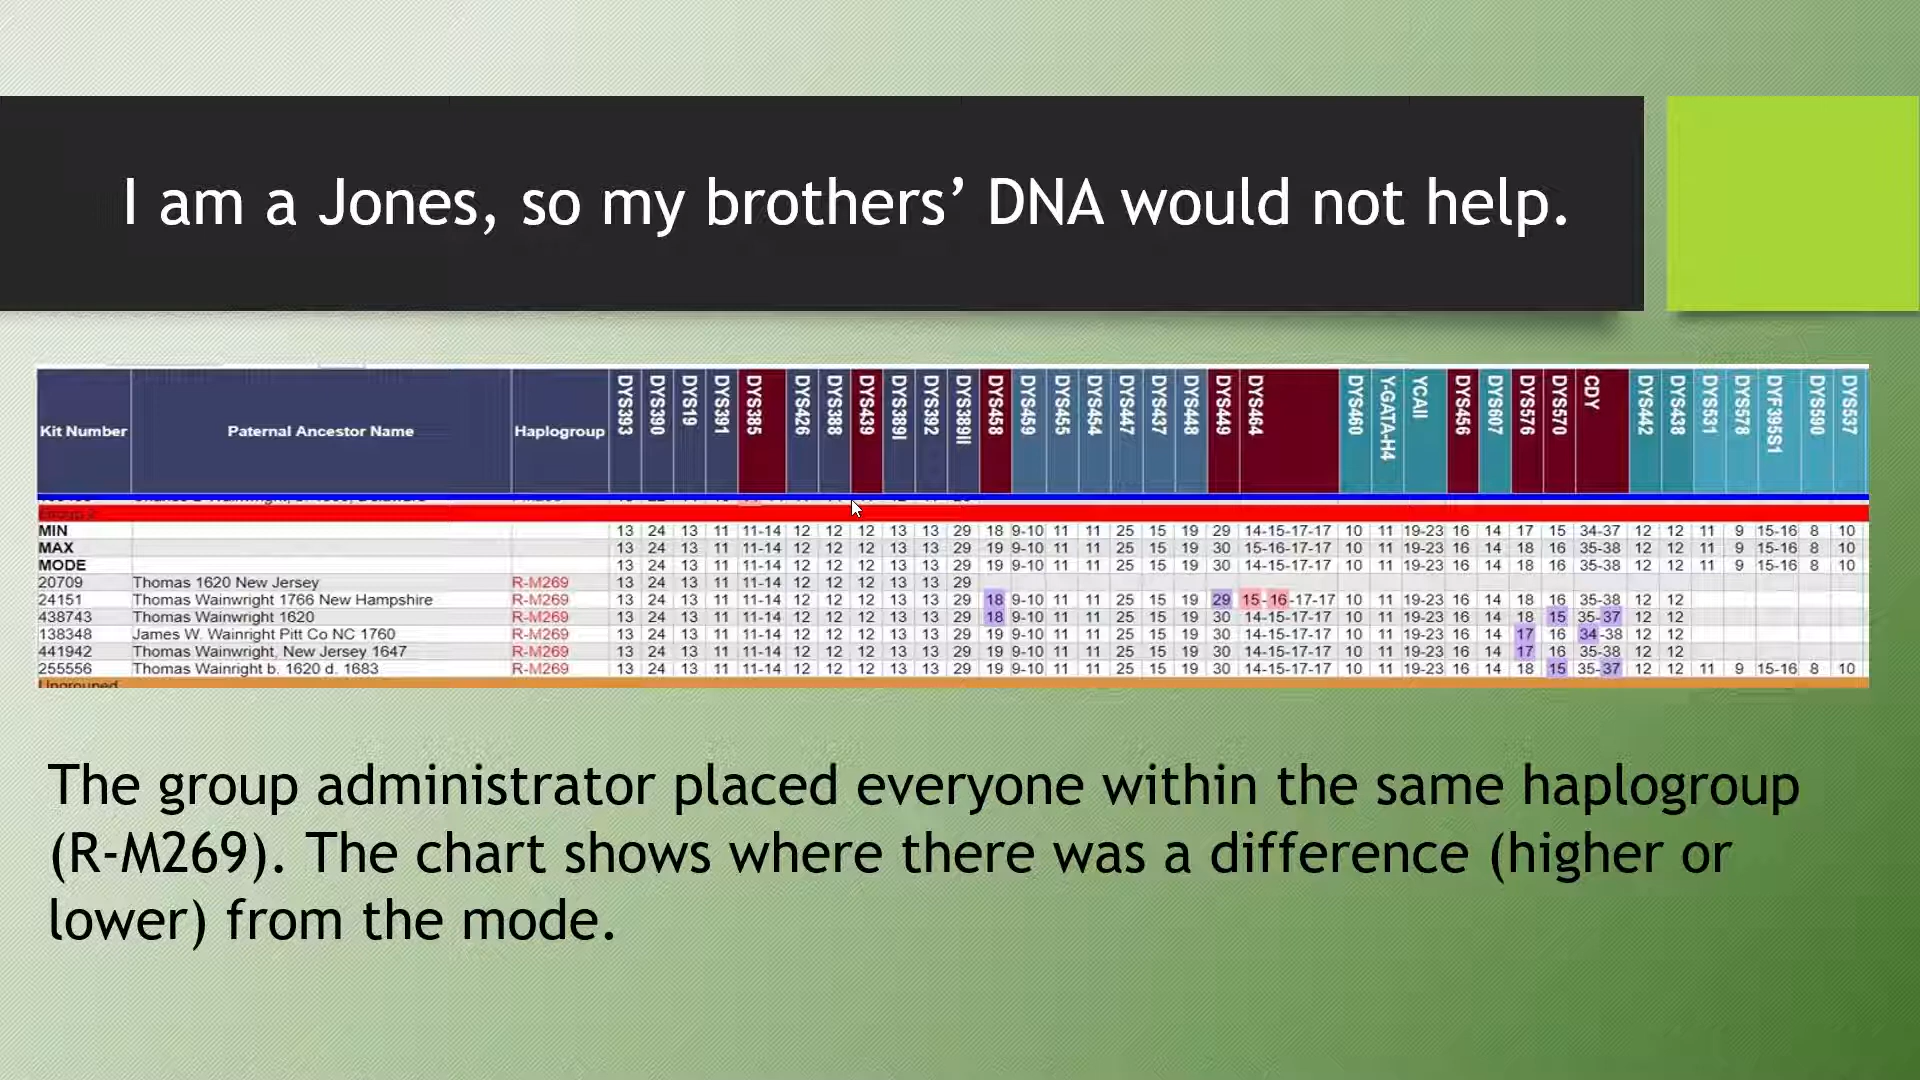 I am a Jones, so my brothers’ DNA would not help.
Kit Number Paternal Ancestor Name Haplogroup DYS393 DYS390 DYS19 DYS391 DYS385 DYS426 DYS388 DYS439 DYS389I DYS392 DYS389II DYS458 DYS459 DYS455 DYS454 DYS447 DYS437 DYS448 DYS449 DYS464 DYS460 Y-GATA-H4 YCAII DYS456 DYS607 DYS576 DYS570 CDY DYS442 DYS438 DYS531 DYS578 DYF395S1 DYS590 DYS537
MIN 13 24 13 11 11-14 12 12 12 13 13 29 18 9-10 11 11 25 15 19 29 14-15-17-17 10 11 19-23 16 14 17 15 34-37 12 12 11 9 15-16 8 10
MAX 13 24 13 11 11-14 12 12 12 13 13 29 19 9-10 11 11 25 15 19 30 15-16-17-17 10 11 19-23 16 14 18 16 35-38 12 12 11 9 15-16 8 10
MODE 13 24 13 11 11-14 12 12 12 13 13 29 19 9-10 11 11 25 15 19 30 14-15-17-17 10 11 19-23 16 14 18 16 35-38 12 12 11 9 15-16 8 10
20709 Thomas 1620 New Jersey R-M269 13 24 13 11 11-14 12 12 12 13 13 29
24151 Thomas Wainwright 1766 New Hampshire R-M269 13 24 13 11 11-14 12 12 12 13 13 29 18 9-10 11 11 25 15 19 29 15-16-17-17 10 11 19-23 16 14 18 16 35-38 12 12
438743 Thomas Wainwright 1620 R-M269 13 24 13 11 11-14 12 12 12 13 13 29 18 9-10 11 11 25 15 19 30 14-15-17-17 10 11 19-23 16 14 18 15 35-37 12 12
138348 James W. Wainright Pitt Co NC 1760 R-M269 13 24 13 11 11-14 12 12 12 13 13 29 19 9-10 11 11 25 15 19 30 14-15-17-17 10 11 19-23 16 14 17 16 34-38 12 12
441942 Thomas Wainwright, New Jersey 1647 R-M269 13 24 13 11 11-14 12 12 12 13 13 29 19 9-10 11 11 25 15 19 30 14-15-17-17 10 11 19-23 16 14 17 16 35-38 12 12
255556 Thomas Wainright b. 1620 d. 1683 R-M269 13 24 13 11 11-14 12 12 12 13 13 29 19 9-10 11 11 25 15 19 30 14-15-17-17 10 11 19-23 16 14 18 15 35-37 12 12 11 9 15-16 8 10
Ungrouped
The group administrator placed everyone within the same haplogroup
(R-M269). The chart shows where there was a difference (higher or
lower) from the mode.